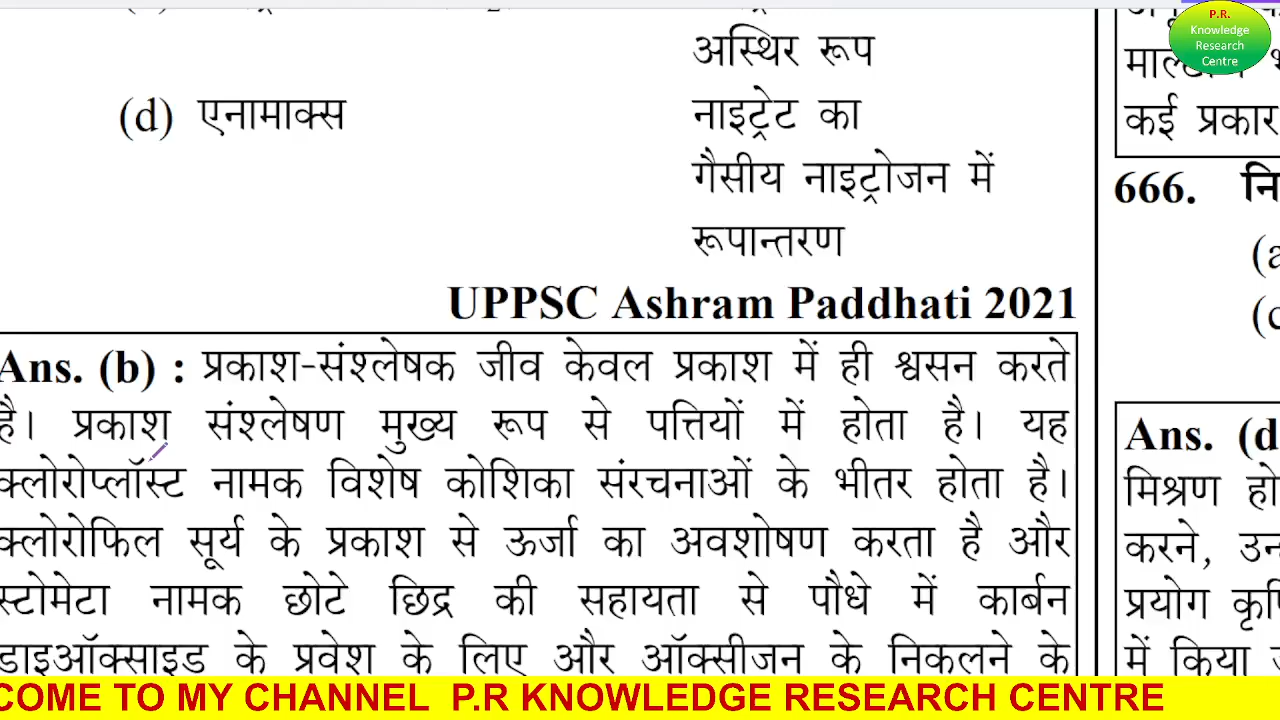 अस्थिर रूप
(d) एनामाक्स
नाइट्रेट का
गैसीय नाइट्रोजन में
रूपान्तरण
UPPSC Ashram Paddhati 2021
Ans. (b) : प्रकाश-संश्लेषक जीव केवल प्रकाश में ही श्वसन करते
है। प्रकाश संश्लेषण मुख्य रूप से पत्तियों में होता है। यह
क्लोरोप्लॉस्ट नामक विशेष कोशिका संरचनाओं के भीतर होता है।
क्लोरोफिल सूर्य के प्रकाश से ऊर्जा का अवशोषण करता है और
स्टोमेटा नामक छोटे छिद्र की सहायता से पौधे में कार्बन
डाइऑक्साइड के प्रवेश के लिए और ऑक्सीजन के निकलने के
कई प्रकार
666.
Ans. (d
मिश्रण हो
करने,
प्रयोग
में किया
P.R.
Knowledge
Research
Centre
COME TO MY CHANNEL P.R KNOWLEDGE RESEARCH CENTRE